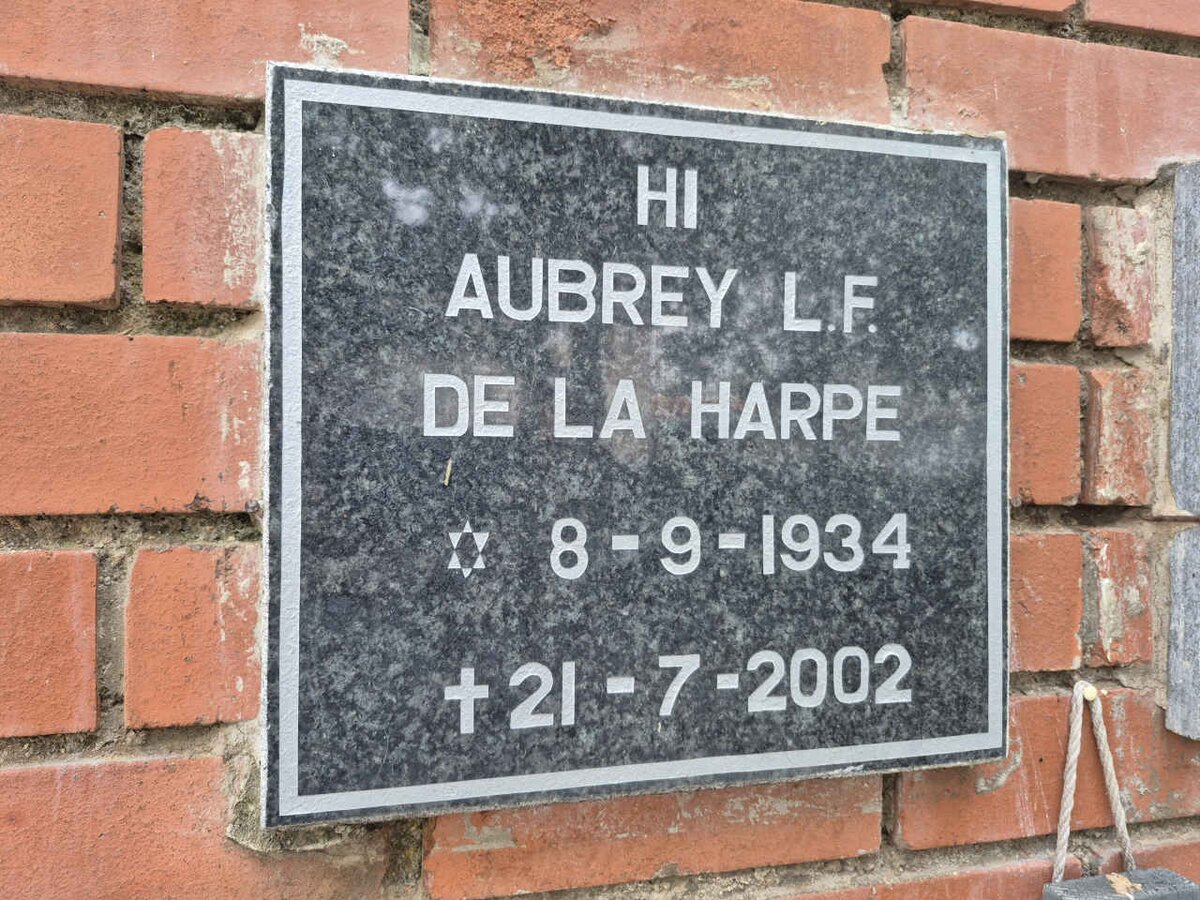 HI
AUBREY L.F.
DE LA HARPE
✡ 8-9-1934
✝ 21-7-2002